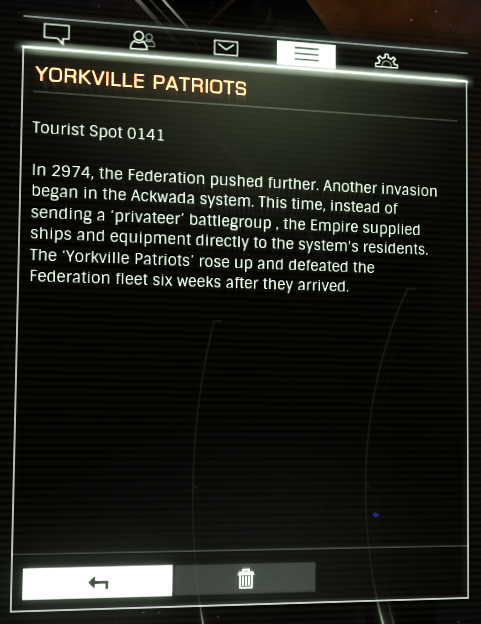 YORKVILLE PATRIOTS
Tourist Spot 0141
In 2974, the Federation pushed further. Another invasion
began in the Ackwada system. This time, instead of
sending a ‘privateer’ battlegroup , the Empire supplied
ships and equipment directly to the system's residents.
The ‘Yorkville Patriots’ rose up and defeated the
Federation fleet six weeks after they arrived.